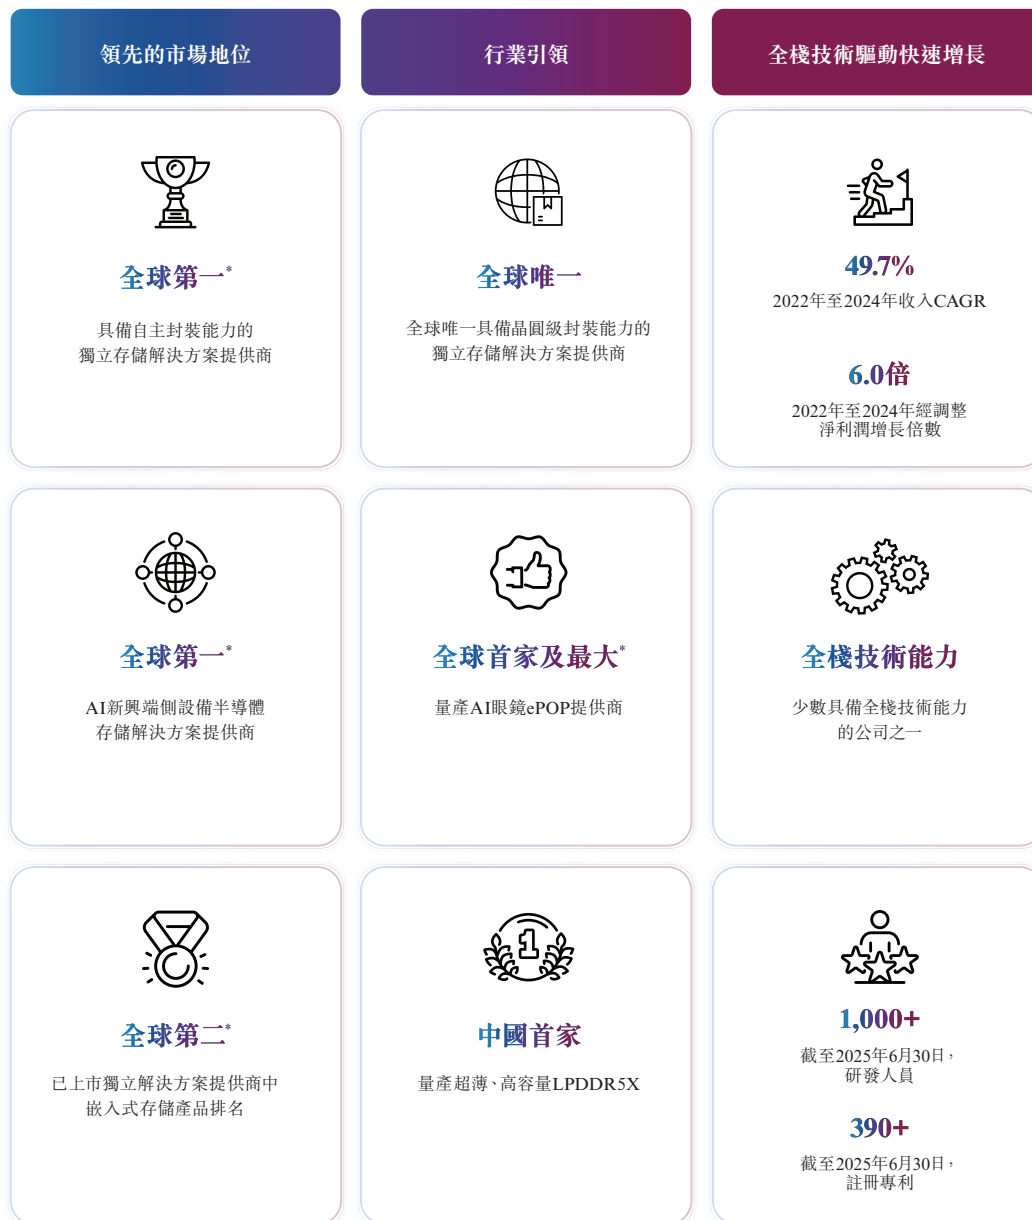 領先的市場地位
行業引領
全棧技術驅動快速增長
全球第一*
具備自主封裝能力的
獨立存儲解決方案提供商
全球唯一
全球唯一具備晶圓級封裝能力的
獨立存儲解決方案提供商
49.7%
2022年至2024年收入CAGR
6.0倍
2022年至2024年經調整
淨利潤增長倍數
全球第一*
AI新興端側設備半導體
存儲解決方案提供商
全球首家及最大*
量產AI眼鏡ePOP提供商
全棧技術能力
少數具備全棧技術能力
的公司之一
全球第二*
已上市獨立解決方案提供商中
嵌入式存儲產品排名
1
中國首家
量產超薄、高容量LPDDR5X
1,000+
截至2025年6月30日，
研發人員
390+
截至2025年6月30日，
註冊專利